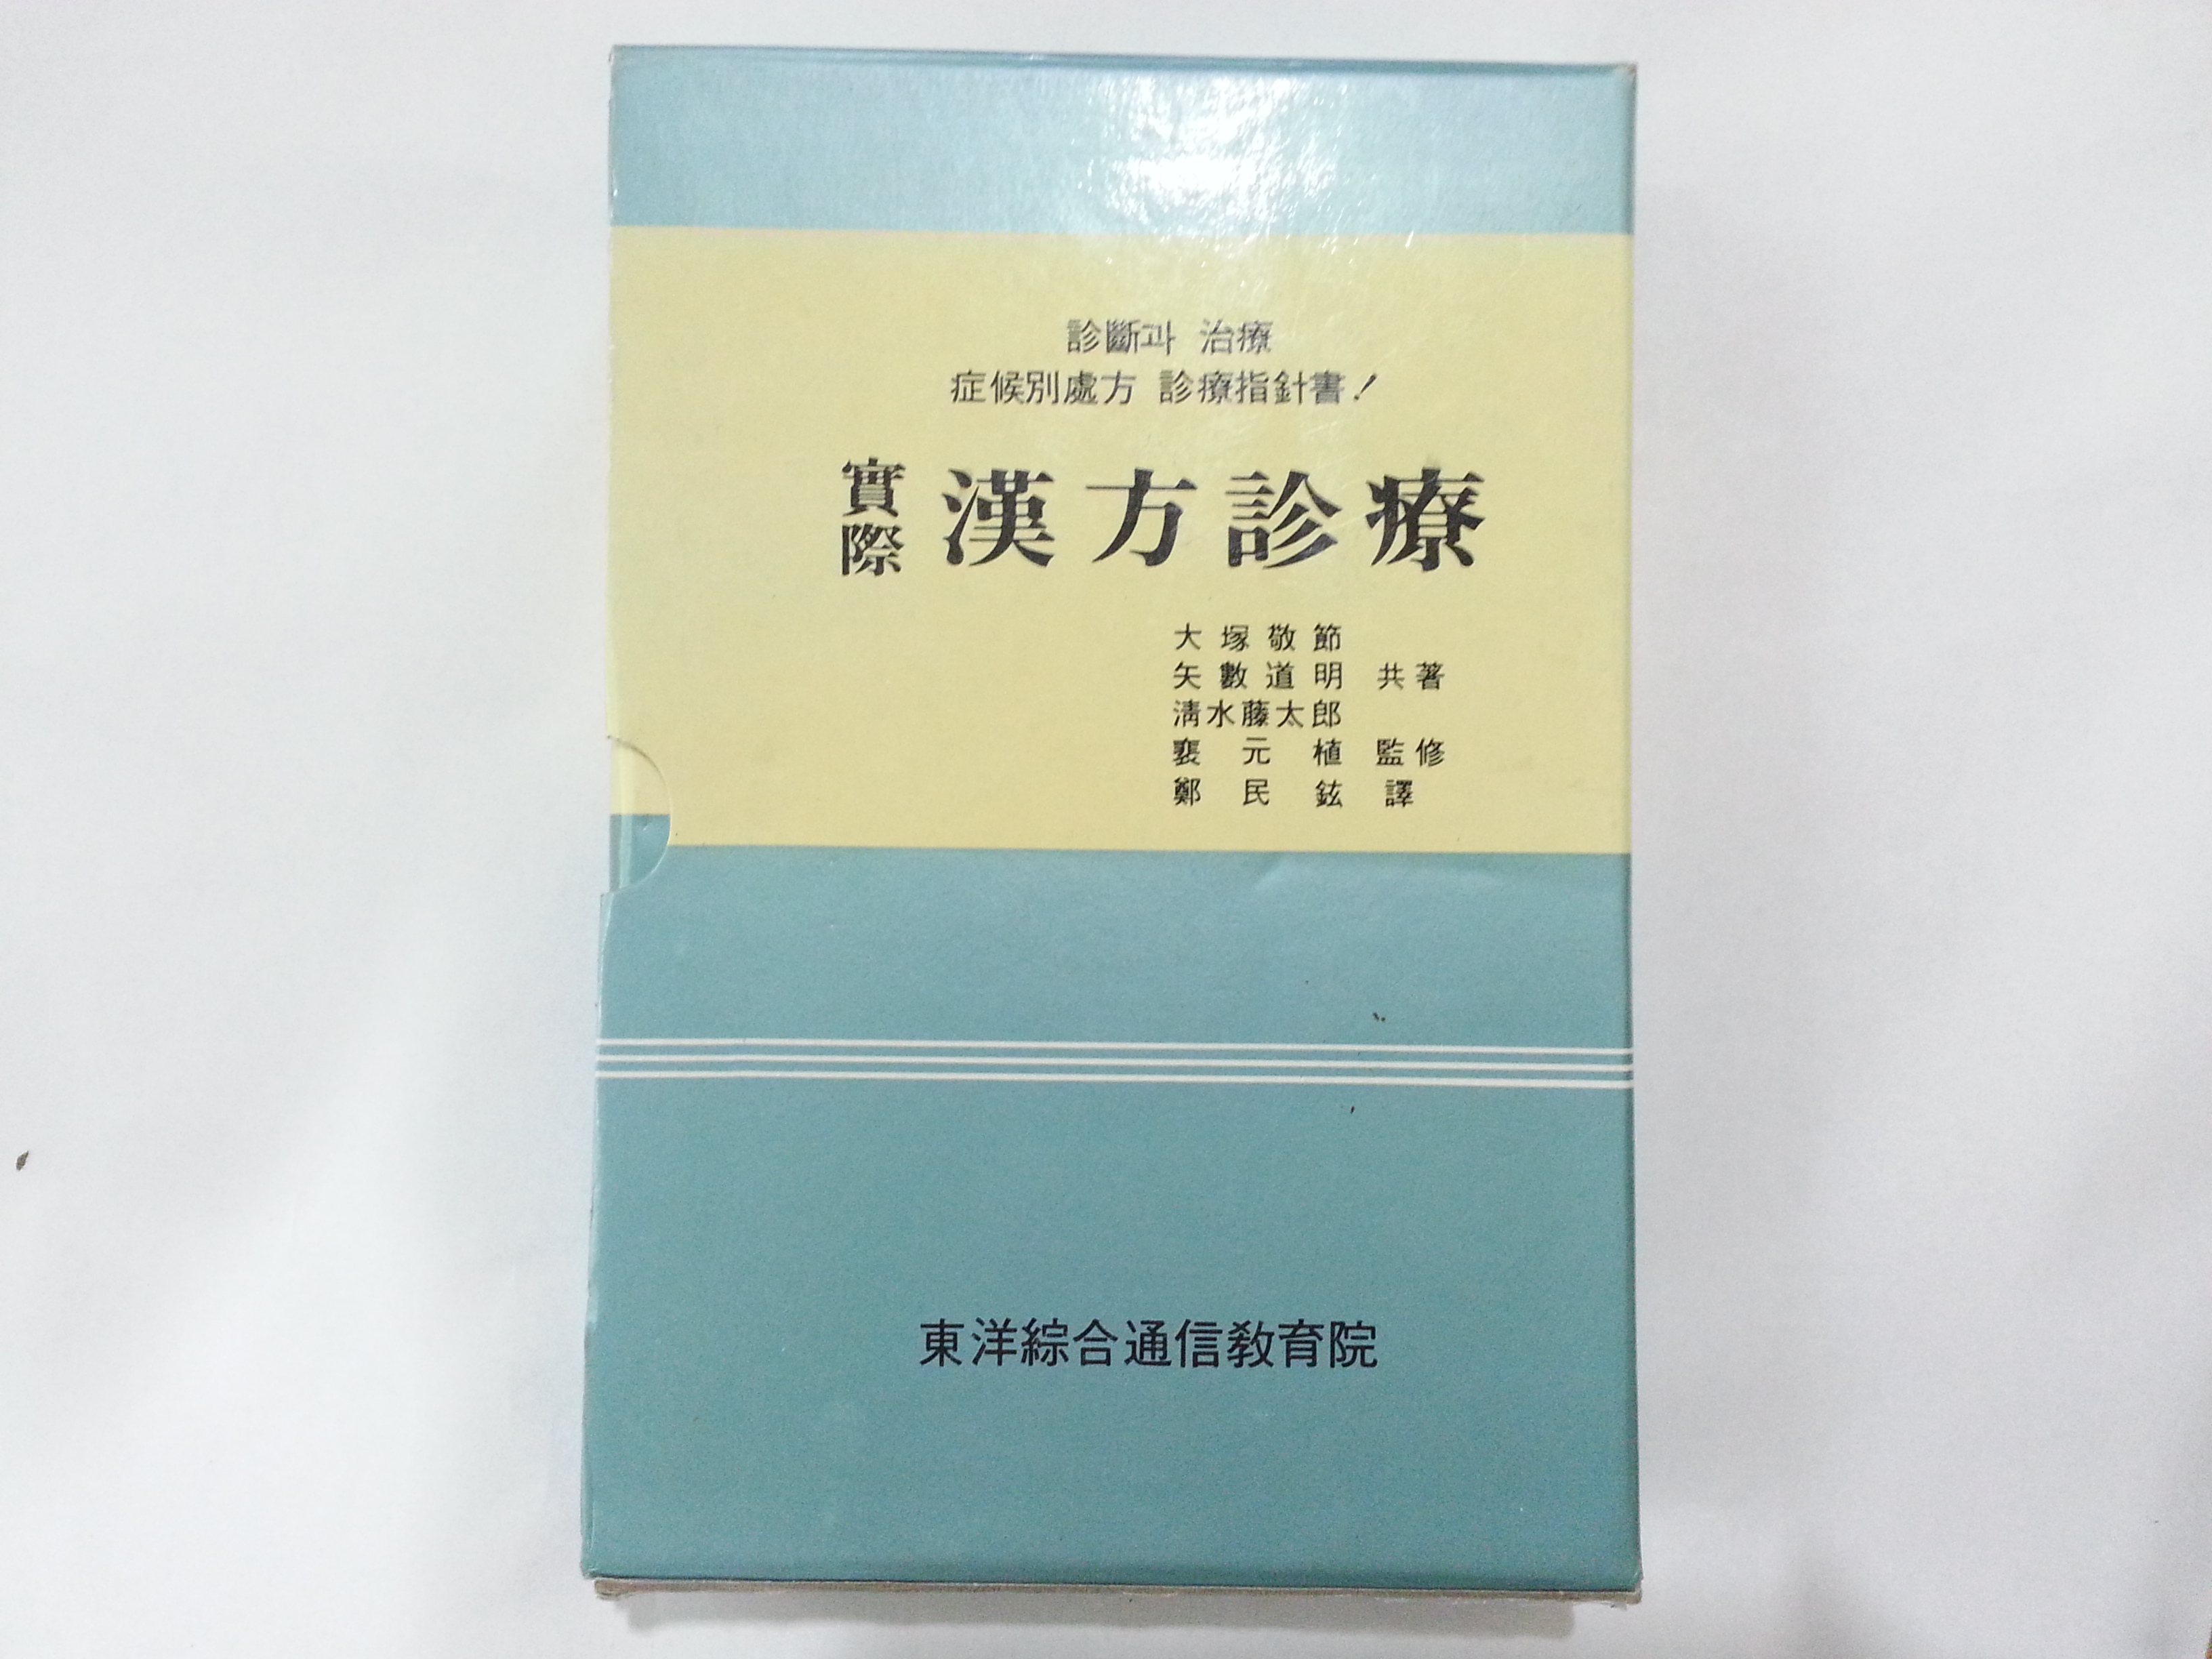 診斷과 治療
症候別處方 診療指針書!
實際 漢方診療
大塚敬節
矢數道明 共著
淸水藤太郎
裵元植 監修
鄭民鉉 譯
東洋綜合通信教育院